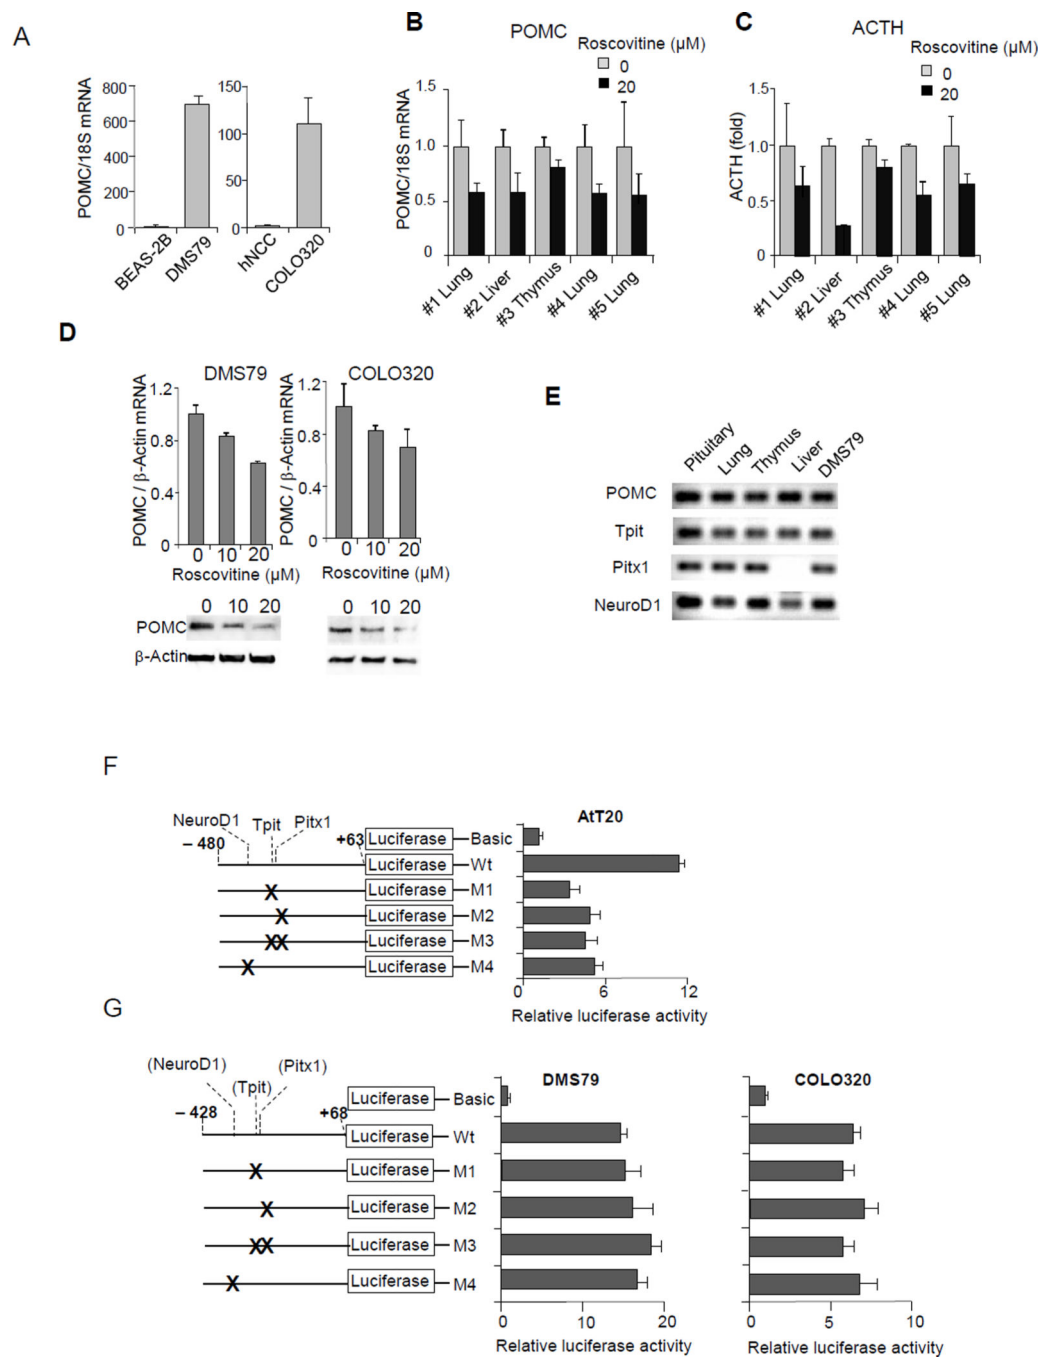 A
POMC/18S mRNA
800
600
400
200
0
BEAS-2B
DMS79
150
100
50
0
hNCC
COLO320
B
POMC
Roscovitine (μM)
0
20
POMC/18S mRNA
1.5
1.0
0.5
0
#1 Lung
#2 Liver
#3 Thymus
#4 Lung
#5 Lung
C
ACTH
Roscovitine (μM)
0
20
ACTH (fold)
1.5
1.0
0.5
0
#1 Lung
#2 Liver
#3 Thymus
#4 Lung
#5 Lung
D
DMS79
POMC / β-Actin mRNA
1.2
0.8
0.4
0
0 10 20
Roscovitine (μM)
COLO320
POMC / β-Actin mRNA
1.2
0.8
0.4
0
0 10 20
Roscovitine (μM)
0 10 20
0 10 20
POMC
β-Actin
E
Pituitary
Lung
Thymus
Liver
DMS79
POMC
Tpit
Pitx1
NeuroD1
F
NeuroD1
Tpit
Pitx1
– 480
+63
Luciferase Basic
Luciferase Wt
X Luciferase M1
X Luciferase M2
XX Luciferase M3
X Luciferase M4
AtT20
0 6 12
Relative luciferase activity
G
(NeuroD1)
(Tpit)
(Pitx1)
– 428
+68
Luciferase Basic
Luciferase Wt
X Luciferase M1
X Luciferase M2
XX Luciferase M3
X Luciferase M4
DMS79
0 10 20
Relative luciferase activity
COLO320
0 5 10
Relative luciferase activity